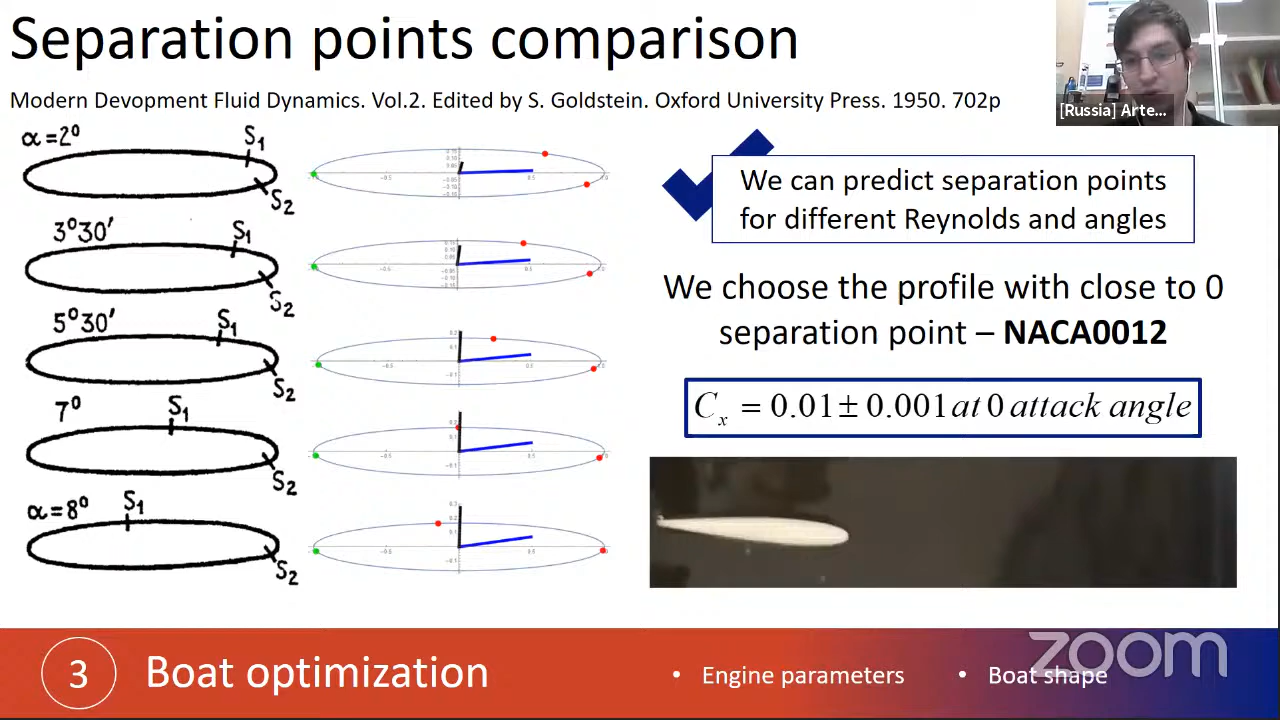 Separation points comparison
Modern Devopment Fluid Dynamics. Vol.2. Edited by S. Goldstein. Oxford University Press. 1950. 702p
[Russia] Arte...
α=2°
S₁
S₂
3°30'
S₁
S₂
5°30'
S₁
S₂
7°
S₁
S₂
α=8°
S₁
S₂
We can predict separation points
for different Reynolds and angles
We choose the profile with close to 0
separation point – NACA0012
Cₓ = 0.01 ± 0.001 at 0 attack angle
3
Boat optimization
• Engine parameters
• Boat shape
zoom